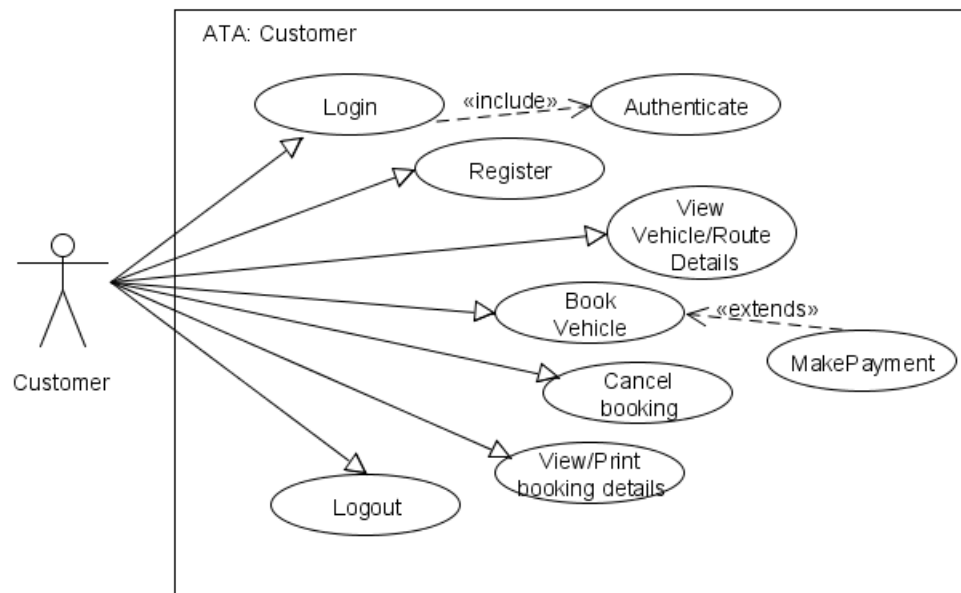 ATA: Customer
Login
«include»
Authenticate
Register
View
Vehicle/Route
Details
Book
Vehicle
«extends»
MakePayment
Customer
Cancel
booking
View/Print
booking details
Logout